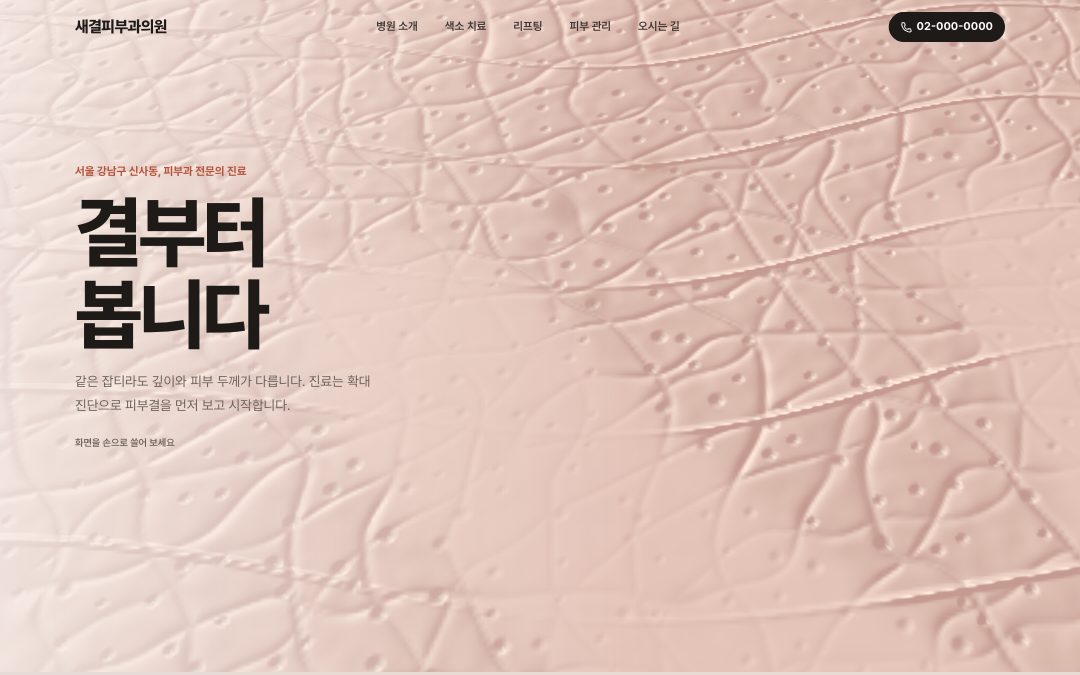 새결피부과의원
병원 소개
색소 치료
리프팅
피부 관리
오시는 길
02-000-0000
서울 강남구 신사동, 피부과 전문의 진료
결부터
봅니다
같은 잡티라도 깊이와 피부 두께가 다릅니다. 진료는 확대
진단으로 피부결을 먼저 보고 시작합니다.
화면을 손으로 쓸어 보세요